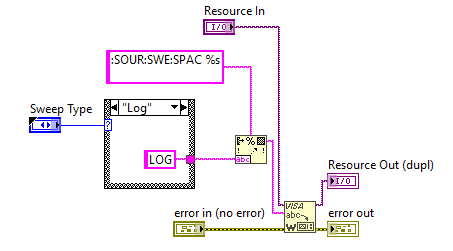 Resource In
I/O
:SOUR:SWE:SPAC %s
Sweep Type
"Log"
?
LOG
%
abc
Resource Out (dupl)
I/O
VISA
abc
W
error in (no error)
error out